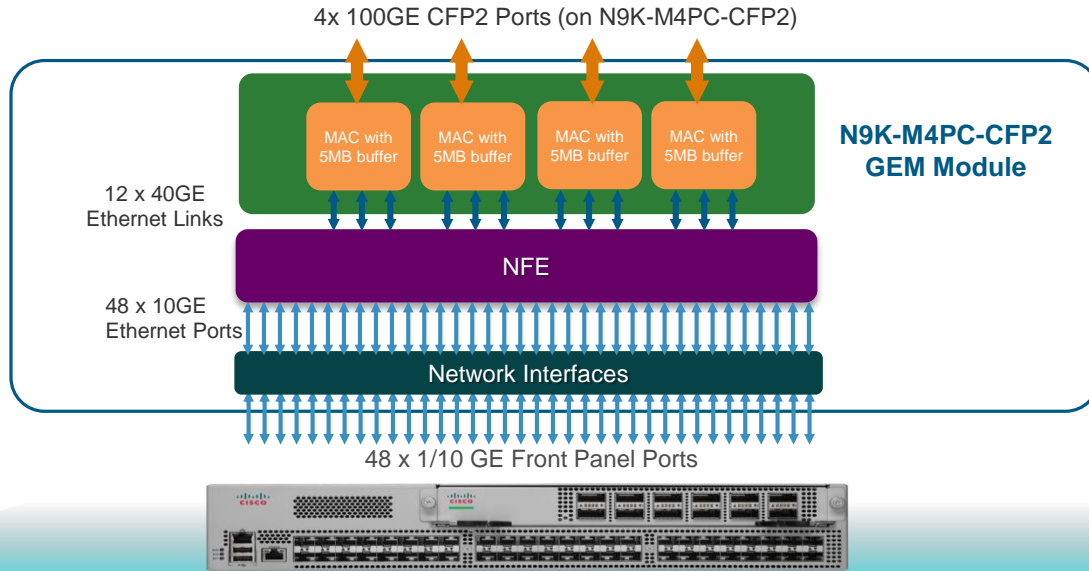 4x 100GE CFP2 Ports (on N9K-M4PC-CFP2)
MAC with
5MB buffer
MAC with
5MB buffer
MAC with
5MB buffer
MAC with
5MB buffer
N9K-M4PC-CFP2
GEM Module
12 x 40GE
Ethernet Links
NFE
48 x 10GE
Ethernet Ports
Network Interfaces
48 x 1/10 GE Front Panel Ports
CISCO
CISCO